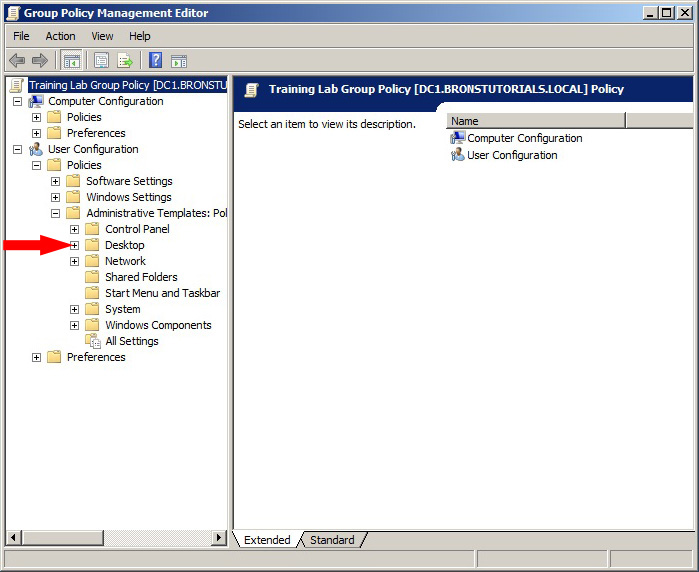 Group Policy Management Editor
File Action View Help
Training Lab Group Policy [DC1.BRONSTU
Computer Configuration
Policies
Preferences
User Configuration
Policies
Software Settings
Windows Settings
Administrative Templates: Pol
Control Panel
Desktop
Network
Shared Folders
Start Menu and Taskbar
System
Windows Components
All Settings
Preferences
Training Lab Group Policy [DC1.BRONSTUTORIALS.LOCAL] Policy
Select an item to view its description.
Name
Computer Configuration
User Configuration
Extended Standard